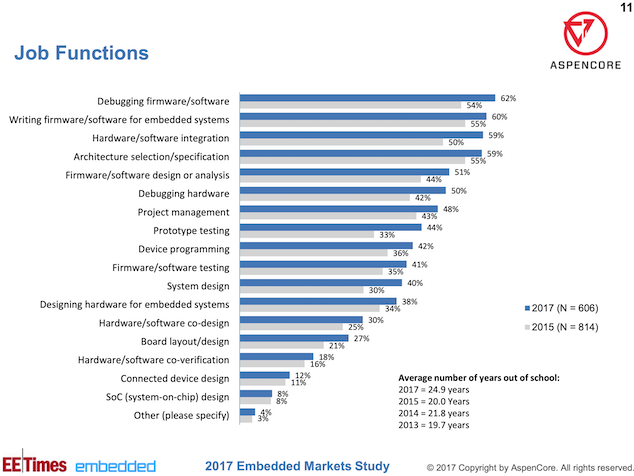 11
Job Functions
ASPENCORE
Debugging firmware/software 62%
54%
Writing firmware/software for embedded systems 60%
55%
Hardware/software integration 59%
50%
Architecture selection/specification 59%
55%
Firmware/software design or analysis 51%
44%
Debugging hardware 50%
42%
Project management 48%
43%
Prototype testing 44%
33%
Device programming 42%
36%
Firmware/software testing 41%
35%
System design 40%
30%
Designing hardware for embedded systems 38%
34%
Hardware/software co-design 30%
25%
Board layout/design 27%
21%
Hardware/software co-verification 18%
16%
Connected device design 12%
11%
SoC (system-on-chip) design 8%
8%
Other (please specify) 4%
3%
2017 (N = 606)
2015 (N = 814)
Average number of years out of school:
2017 = 24.9 years
2015 = 20.0 Years
2014 = 21.8 years
2013 = 19.7 years
EETimes embedded 2017 Embedded Markets Study © 2017 Copyright by AspenCore. All rights reserved.